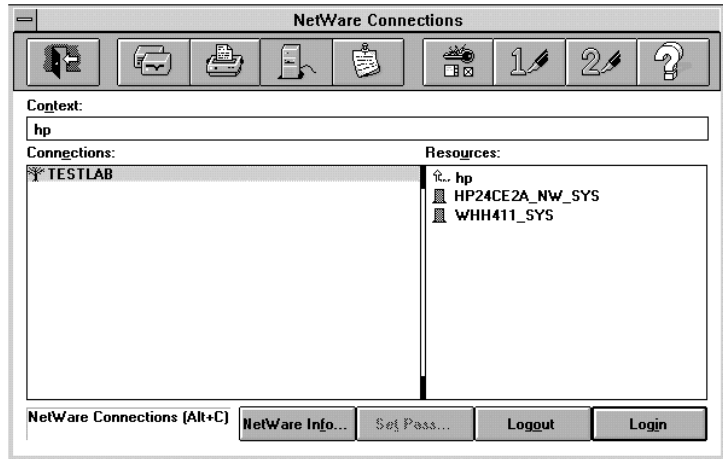 NetWare Connections
1 2 ?
Context:
hp
Connections: Resources:
TESTLAB
hp
HP24CE2A_NW_SYS
WHH411_SYS
NetWare Connections (Alt+C) NetWare Info... Set Pass... Logout Login